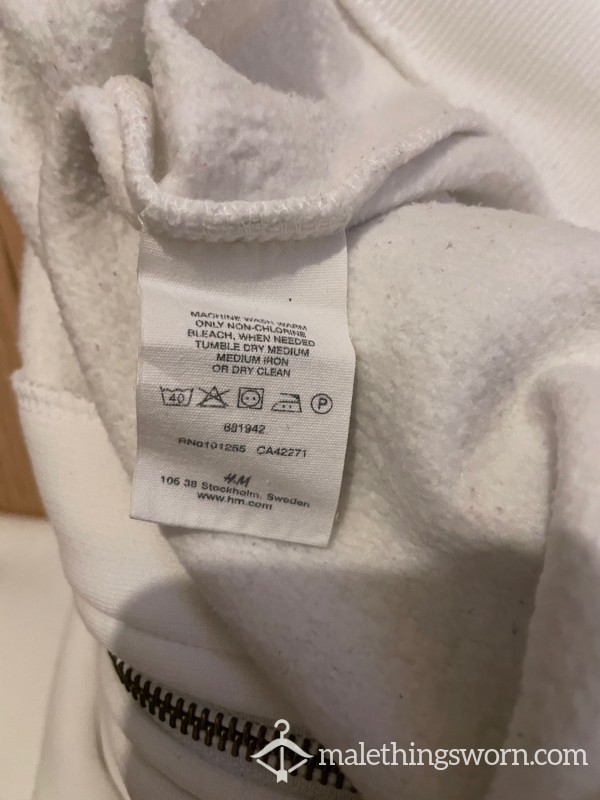 MACHINE WASH WARM
ONLY NON-CHLORINE
BLEACH, WHEN NEEDED
TUMBLE DRY MEDIUM
MEDIUM IRON
OR DRY CLEAN
40 P
681942
RN0101255 CA42271
H&M
106 38 Stockholm, Sweden
www.hm.com
malethingsworn.com